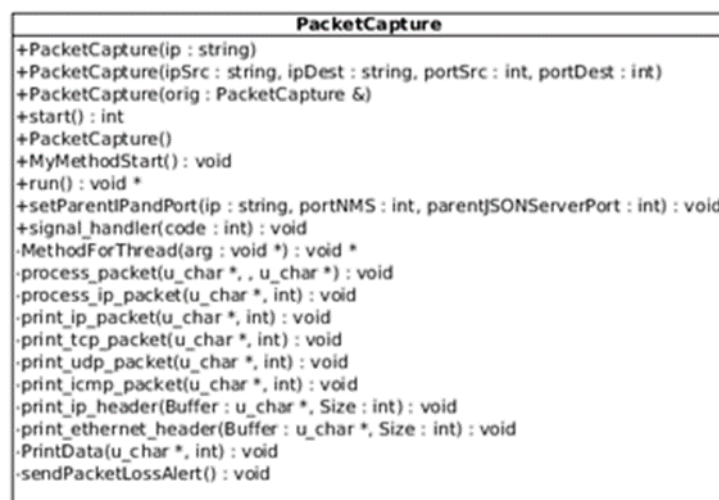 PacketCapture
+PacketCapture(ip : string)
+PacketCapture(ipSrc : string, ipDest : string, portSrc : int, portDest : int)
+PacketCapture(orig : PacketCapture &)
+start() : int
+PacketCapture()
+MyMethodStart() : void
+run() : void *
+setParentIPandPort(ip : string, portNMS : int, parentJSONServerPort : int) : void
+signal_handler(code : int) : void
-MethodForThread(arg : void *) : void *
-process_packet(u_char *, , u_char *) : void
-process_ip_packet(u_char *, int) : void
-print_ip_packet(u_char *, int) : void
-print_tcp_packet(u_char *, int) : void
-print_udp_packet(u_char *, int) : void
-print_icmp_packet(u_char *, int) : void
-print_ip_header(Buffer : u_char *, Size : int) : void
-print_ethernet_header(Buffer : u_char *, Size : int) : void
-PrintData(u_char *, int) : void
-sendPacketLossAlert() : void